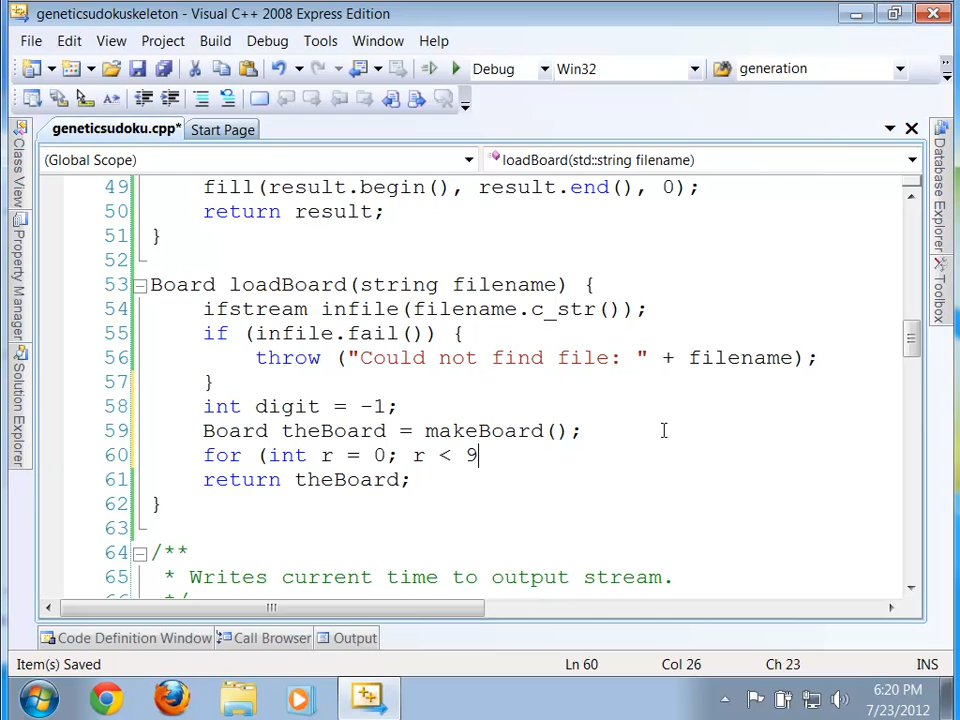 geneticsudokuskeleton - Visual C++ 2008 Express Edition
File Edit View Project Build Debug Tools Window Help
Debug Win32 generation
geneticsudoku.cpp* Start Page
(Global Scope) loadBoard(std::string filename)
49 fill(result.begin(), result.end(), 0);
50 return result;
51 }
52
53 Board loadBoard(string filename) {
54 ifstream infile(filename.c_str());
55 if (infile.fail()) {
56 throw ("Could not find file: " + filename);
57 }
58 int digit = -1;
59 Board theBoard = makeBoard();
60 for (int r = 0; r < 9
61 return theBoard;
62 }
63
64 /**
65 * Writes current time to output stream.
Class View
Property Manager
Solution Explorer
Database Explorer
Toolbox
Code Definition Window Call Browser Output
Item(s) Saved Ln 60 Col 26 Ch 23 INS
6:20 PM
7/23/2012